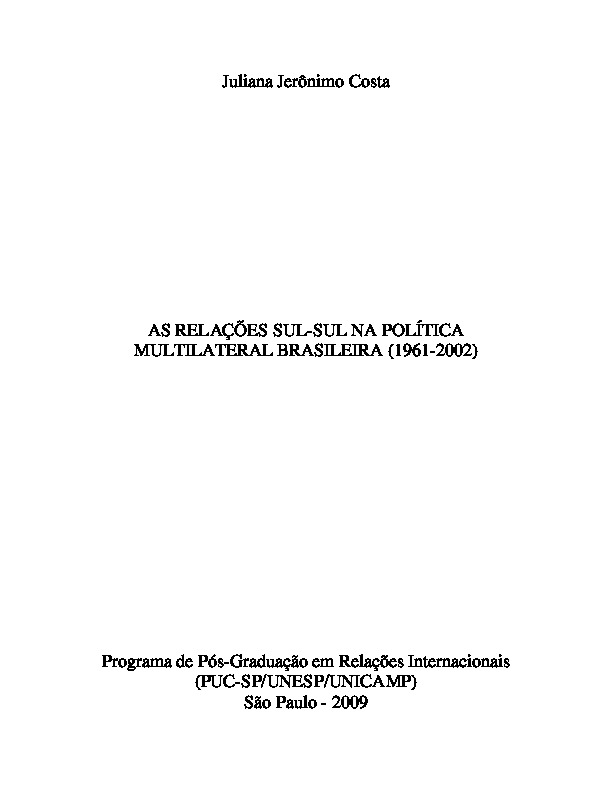 Juliana Jerônimo Costa
AS RELAÇÕES SUL-SUL NA POLÍTICA
MULTILATERAL BRASILEIRA (1961-2002)
Programa de Pós-Graduação em Relações Internacionais
(PUC-SP/UNESP/UNICAMP)
São Paulo - 2009